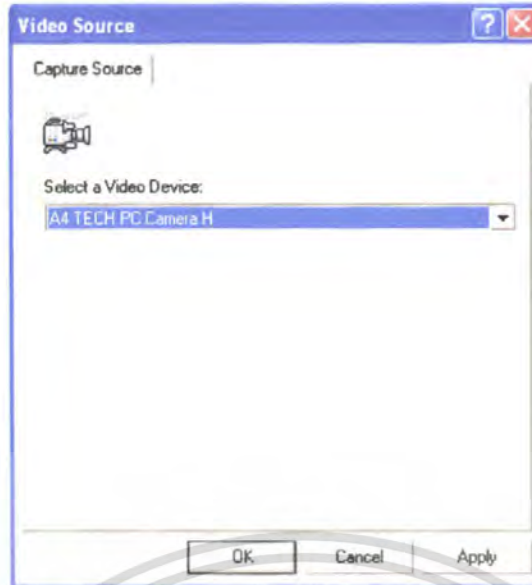 Video Source
Capture Source
Select a Video Device:
A4 TECH PC Camera H
OK Cancel Apply